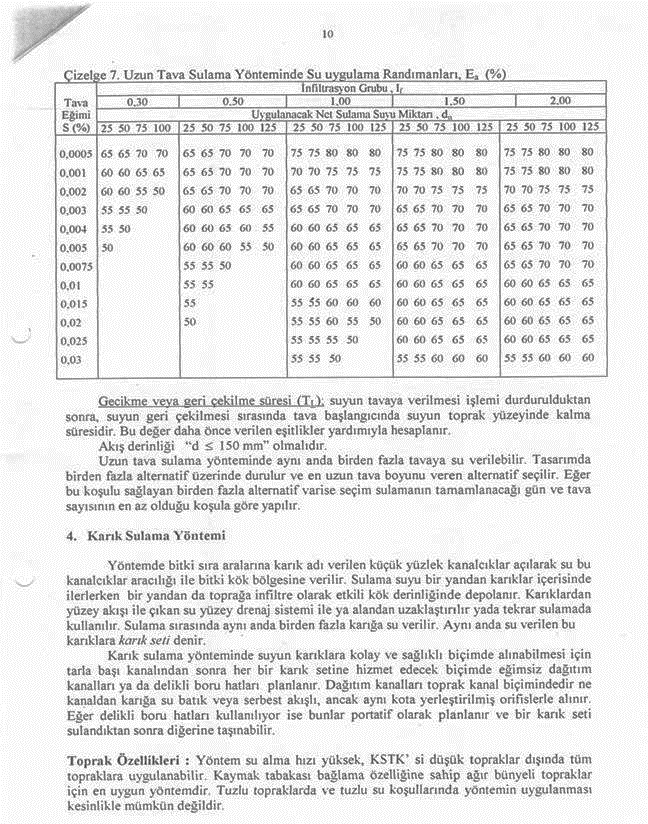 10
Çizelge 7. Uzun Tava Sulama Yönteminde Su uygulama Randımanları, Ea (%)
İnfiltrasyon Grubu, If
Tava 0.30 0.50 1.00 1.50 2.00
Eğimi Uygulanacak Net Sulama Suyu Miktarı, dn
S (%) 25 50 75 100 25 50 75 100 125 25 50 75 100 125 25 50 75 100 125 25 50 75 100 125
0,0005 65 65 70 70 65 65 70 70 70 75 75 80 80 80 75 75 80 80 80 75 75 80 80 80
0,001 60 60 65 65 65 65 70 70 70 70 70 75 75 75 75 75 80 80 80 75 75 80 80 80
0,002 60 60 55 50 65 65 70 70 70 65 65 70 70 70 70 70 75 75 75 70 70 75 75 75
0,003 55 55 50 60 60 65 65 65 65 65 70 70 70 65 65 70 70 70 65 65 70 70 70
0,004 55 50 60 60 65 60 55 60 60 65 65 65 65 65 70 70 70 65 65 70 70 70
0,005 50 60 60 60 55 50 60 60 65 65 65 65 65 70 70 70 65 65 70 70 70
0,0075 55 55 50 60 60 65 65 65 60 60 65 65 65 65 65 70 70 70
0,01 55 55 60 60 65 65 65 60 60 65 65 65 60 60 65 65 65
0,015 55 55 55 60 60 60 60 60 65 65 65 60 60 65 65 65
0,02 50 55 55 60 55 50 60 60 65 65 65 60 60 65 65 65
0,025 55 55 55 50 60 60 65 65 65 60 60 65 65 65
0,03 55 55 50 55 55 60 60 60 55 55 60 60 60
Gecikme veya geri çekilme süresi (TL): suyun tavaya verilmesi işlemi durdurulduktan
sonra, suyun geri çekilmesi sırasında tava başlangıcında suyun toprak yüzeyinde kalma
süresidir. Bu değer daha önce verilen eşitlikler yardımıyla hesaplanır.
Akış derinliği "d ≤ 150 mm" olmalıdır.
Uzun tava sulama yönteminde aynı anda birden fazla tavaya su verilebilir. Tasarımda
birden fazla alternatif üzerinde durulur ve en uzun tava boyunu veren alternatif seçilir. Eğer
bu koşulu sağlayan birden fazla alternatif varise seçim sulamanın tamamlanacağı gün ve tava
sayısının en az olduğu koşula göre yapılır.
4. Karık Sulama Yöntemi
Yöntemde bitki sıra aralarına karık adı verilen küçük yüzlek kanalcıklar açılarak su bu
kanalcıklar aracılığı ile bitki kök bölgesine verilir. Sulama suyu bir yandan karıklar içerisinde
ilerlerken bir yandan da toprağa infiltre olarak etkili kök derinliğinde depolanır. Karıklardan
yüzey akışı ile çıkan su yüzey drenaj sistemi ile ya alandan uzaklaştırılır yada tekrar sulamada
kullanılır. Sulama sırasında aynı anda birden fazla karığa su verilir. Aynı anda su verilen bu
karıklara karık seti denir.
Karık sulama yönteminde suyun karıklara kolay ve sağlıklı biçimde alınabilmesi için
tarla başı kanalından sonra her bir karık setine hizmet edecek biçimde eğimsiz dağıtım
kanalları ya da delikli boru hatları planlanır. Dağıtım kanalları toprak kanal biçimindedir ne
kanaldan karığa su batık veya serbest akışlı, ancak aynı kota yerleştirilmiş orifislerle alınır.
Eğer delikli boru hatları kullanılıyor ise bunlar portatif olarak planlanır ve bir karık seti
sulandıktan sonra diğerine taşınabilir.
Toprak Özellikleri : Yöntem su alma hızı yüksek, KSTK' si düşük topraklar dışında tüm
topraklara uygulanabilir. Kaymak tabakası bağlama özelliğine sahip ağır bünyeli topraklar
için en uygun yöntemdir. Tuzlu topraklarda ve tuzlu su koşullarında yöntemin uygulanması
kesinlikle mümkün değildir.